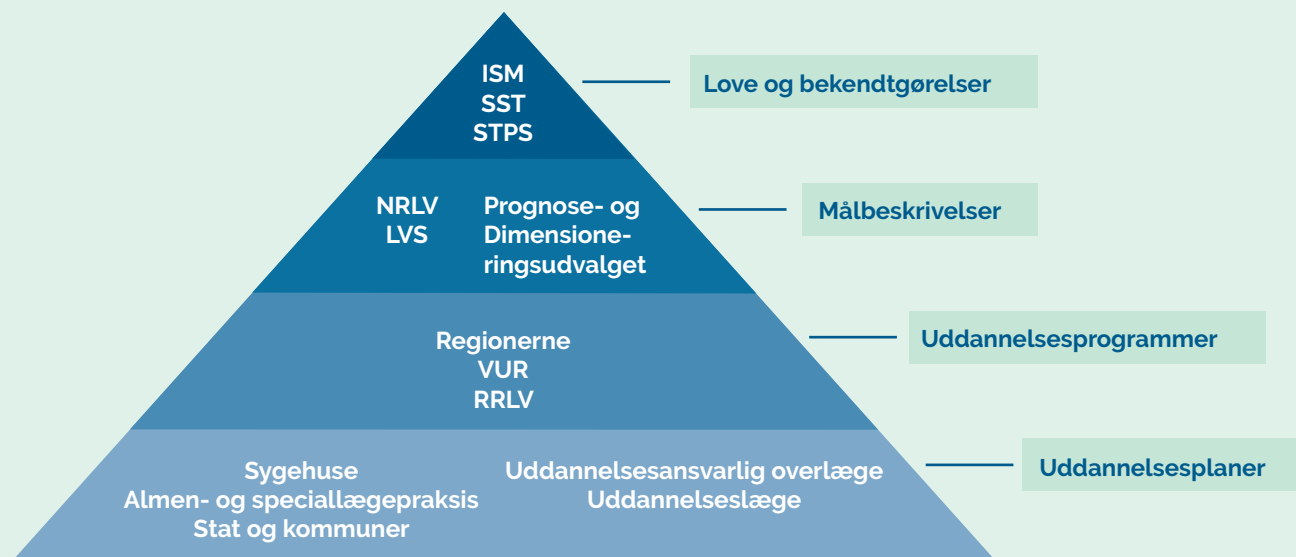 ISM
SST
STPS
Love og bekendtgørelser
NRLV
LVS
Prognose- og
Dimensione-
ringsudvalget
Målbeskrivelser
Regionerne
VUR
RRLV
Uddannelsesprogrammer
Sygehuse
Almen- og speciallægepraksis
Stat og kommuner
Uddannelsesansvarlig overlæge
Uddannelseslæge
Uddannelsesplaner